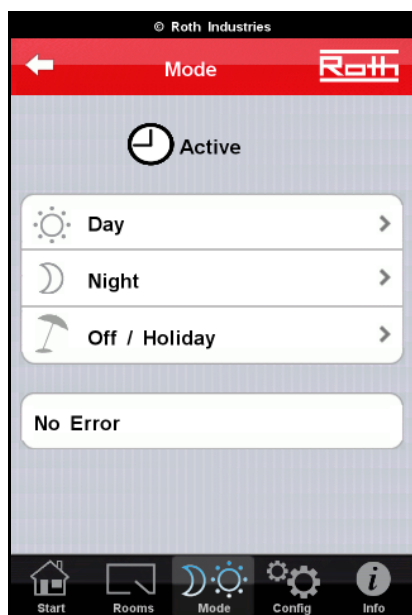 © Roth Industries
Mode
Roth
Active
Day
Night
Off / Holiday
No Error
Start Rooms Mode Config Info